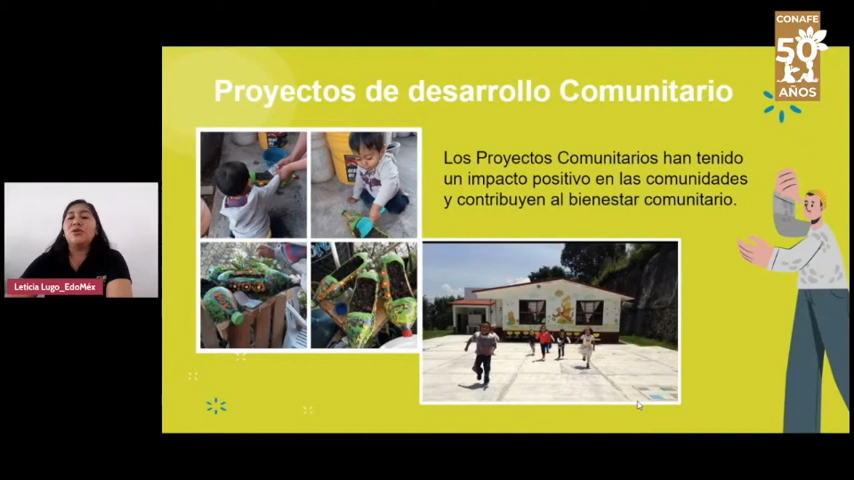 CONAFE
50
AÑOS
Proyectos de desarrollo Comunitario
Los Proyectos Comunitarios han tenido
un impacto positivo en las comunidades
y contribuyen al bienestar comunitario.
Leticia Lugo_EdoMéx